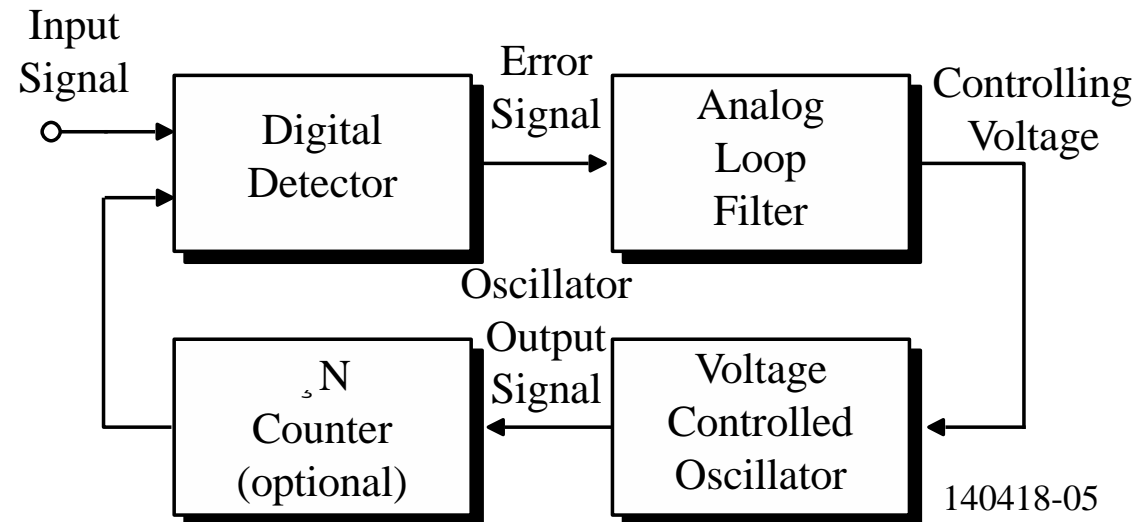 Input
Signal
Digital
Detector
Error
Signal
Analog
Loop
Filter
Controlling
Voltage
Oscillator
Output
Signal
Voltage
Controlled
Oscillator
¸N
Counter
(optional)
140418-05